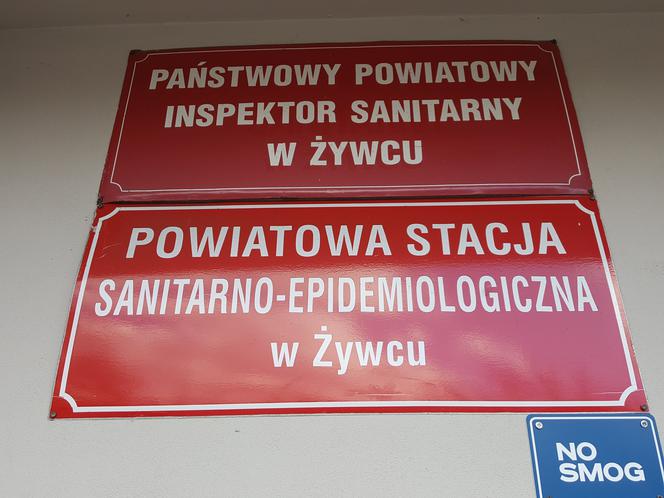 PAŃSTWOWY POWIATOWY
INSPEKTOR SANITARNY
W ŻYWCU
POWIATOWA STACJA
SANITARNO-EPIDEMIOLOGICZNA
w Żywcu
NO
SMOG